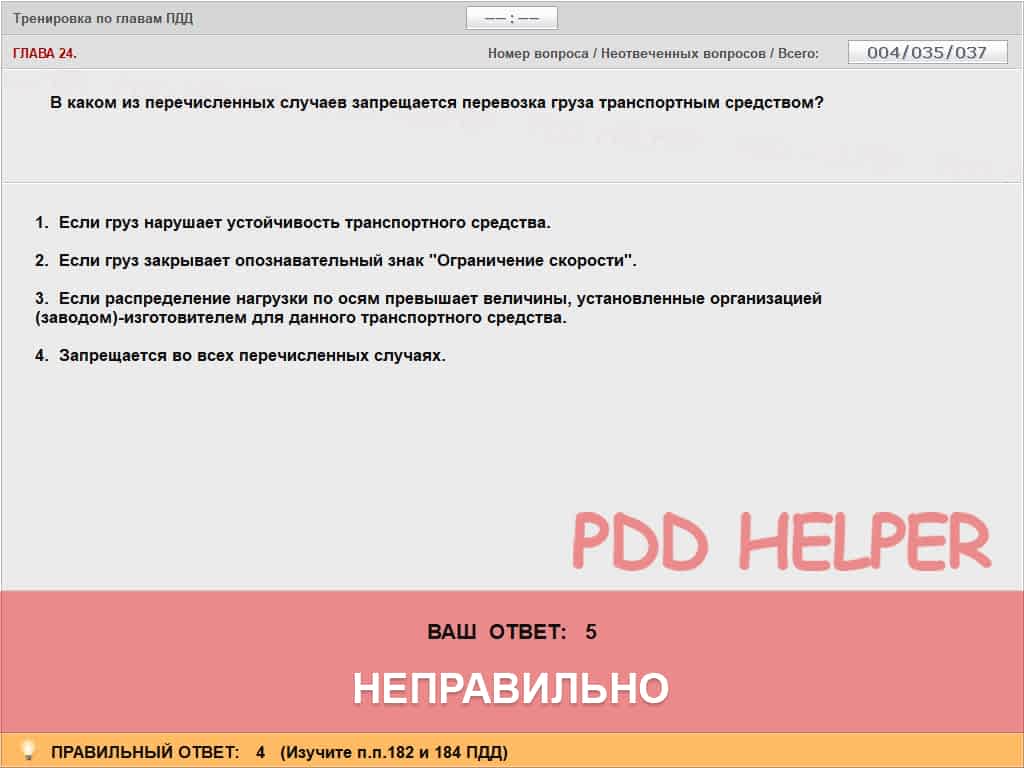 Тренировка по главам ПДД
—— : ——
ГЛАВА 24.
Номер вопроса / Неотвеченных вопросов / Всего:
004/035/037
В каком из перечисленных случаев запрещается перевозка груза транспортным средством?
1. Если груз нарушает устойчивость транспортного средства.
2. Если груз закрывает опознавательный знак "Ограничение скорости".
3. Если распределение нагрузки по осям превышает величины, установленные организацией
(заводом)-изготовителем для данного транспортного средства.
4. Запрещается во всех перечисленных случаях.
PDD HELPER
ВАШ ОТВЕТ: 5
НЕПРАВИЛЬНО
ПРАВИЛЬНЫЙ ОТВЕТ: 4 (Изучите п.п.182 и 184 ПДД)